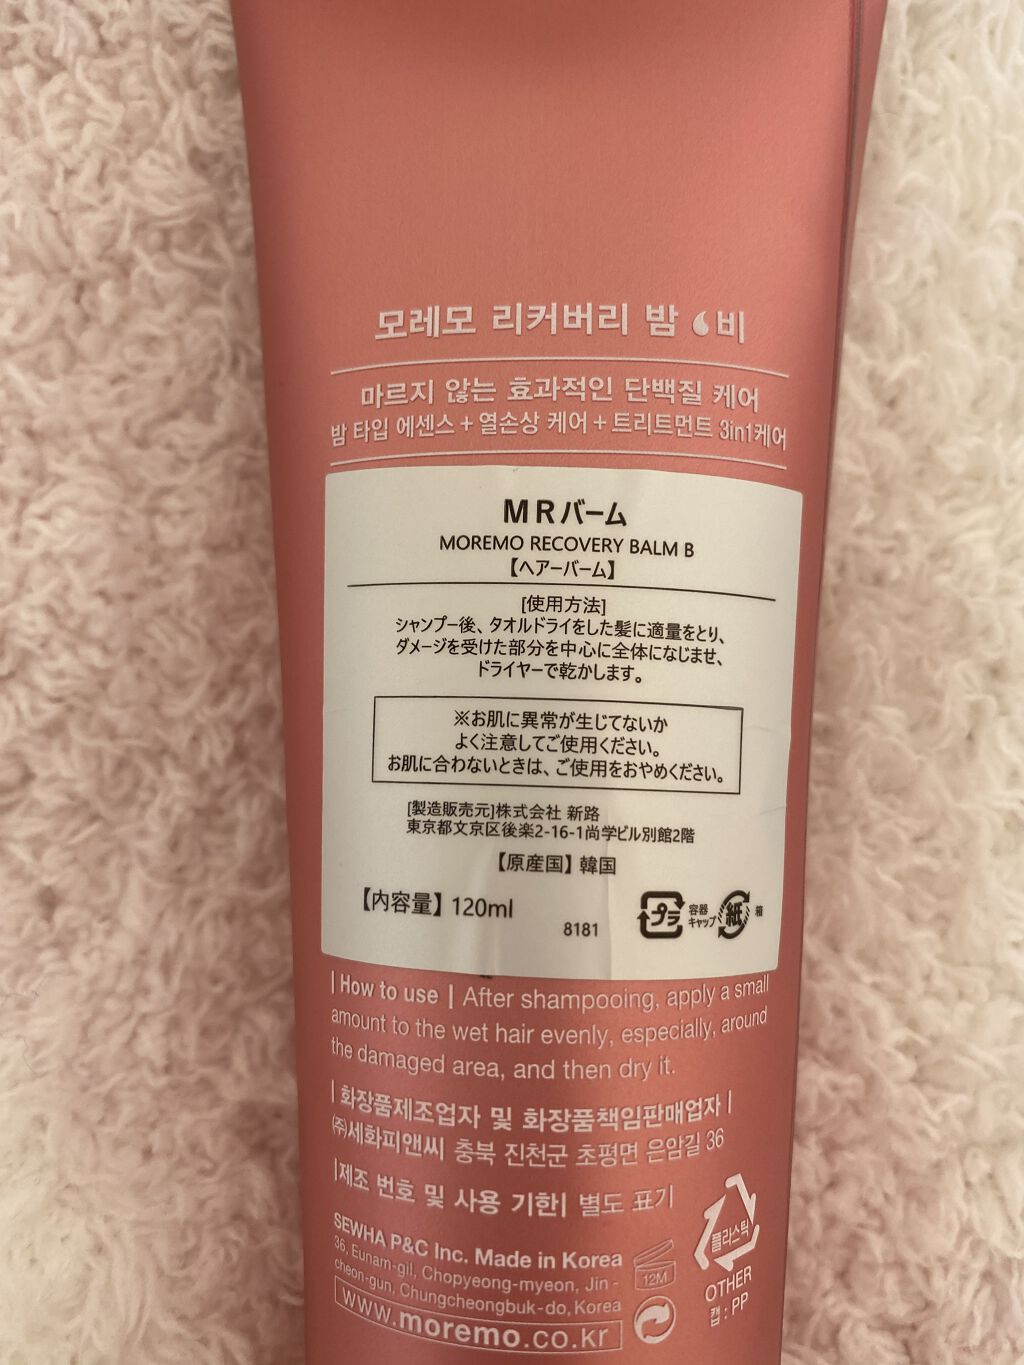 모레모 리커버리 밤 비
마르지 않는 효과적인 단백질 케어
밤 타입 에센스 + 열손상 케어 + 트리트먼트 3in1케어
MRバーム
MOREMO RECOVERY BALM B
【ヘアーバーム】
[使用方法]
シャンプー後、タオルドライをした髪に適量をとり、
ダメージを受けた部分を中心に全体になじませ、
ドライヤーで乾かします。
※お肌に異常が生じてないか
よく注意してご使用ください。
お肌に合わないときは、ご使用をおやめください。
[製造販売元]株式会社 新路
東京都文京区後楽2-16-1尚学ビル別館2階
【原産国】韓国
【内容量】120ml
8181
プラ 容器 キャップ 紙 箱
| How to use | After shampooing, apply a small
amount to the wet hair evenly, especially, around
the damaged area, and then dry it.
| 화장품제조업자 및 화장품책임판매업자 |
㈜세화피앤씨 충북 진천군 초평면 은암길 36
|제조 번호 및 사용 기한| 별도 표기
SEWHA P&C Inc. Made in Korea
36, Eunam-gil, Chopyeong-myeon, Jin-
cheon-gun, Chungcheongbuk-do, Korea
www.moremo.co.kr
12M
플라스틱
OTHER
캡 : PP